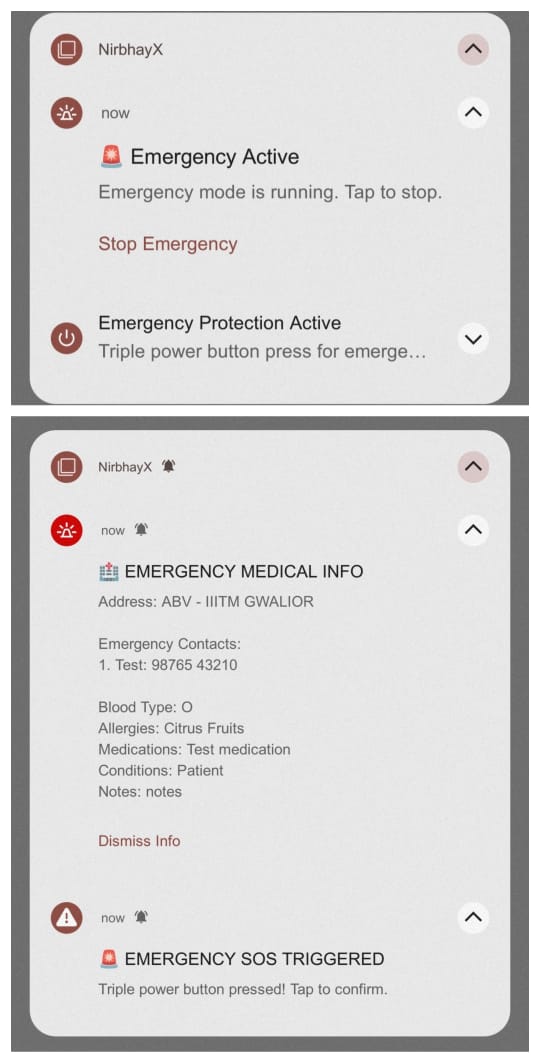 NirbhayX
now
🚨 Emergency Active
Emergency mode is running. Tap to stop.
Stop Emergency
Emergency Protection Active
Triple power button press for emerge...
NirbhayX
now
🏥 EMERGENCY MEDICAL INFO
Address: ABV - IIITM GWALIOR
Emergency Contacts:
1. Test: 98765 43210
Blood Type: O
Allergies: Citrus Fruits
Medications: Test medication
Conditions: Patient
Notes: notes
Dismiss Info
now
🚨 EMERGENCY SOS TRIGGERED
Triple power button pressed! Tap to confirm.